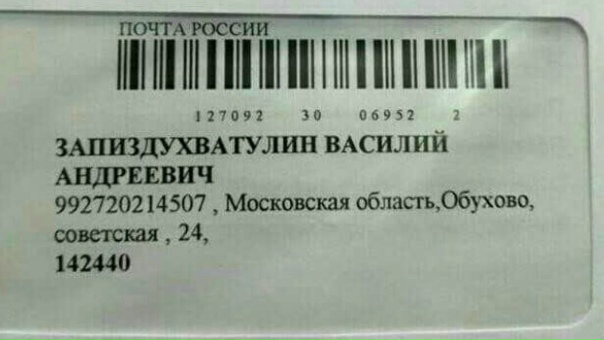 ПОЧТА РОССИИ
127092 30 06952 2
ЗАПИЗДУХВАТУЛИН ВАСИЛИЙ
АНДРЕЕВИЧ
992720214507 , Московская область,Обухово,
советская , 24,
142440